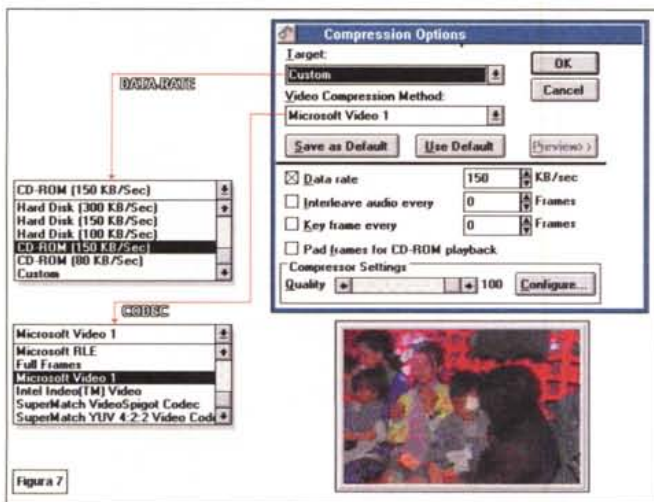 Compression Options
Target:
Custom
OK
Cancel
Video Compression Method:
Microsoft Video 1
Save as Default
Use Default
Preview>>
Data rate
150
KB/sec
Interleave audio every
0
Frames
Key frame every
0
Frames
Pad frames for CD-ROM playback
Compressor Settings
Quality
100
Configure...
DATA-RATE
CD-ROM (150 KB/Sec)
Hard Disk (300 KB/Sec)
Hard Disk (150 KB/Sec)
Hard Disk (100 KB/Sec)
CD-ROM (150 KB/Sec)
CD-ROM (80 KB/Sec)
Custom
CODEC
Microsoft Video 1
Microsoft RLE
Full Frames
Microsoft Video 1
Intel Indeo(TM) Video
SuperMatch VideoSpigot Codec
SuperMatch YUV 4:2:2 Video Code
Figura 7